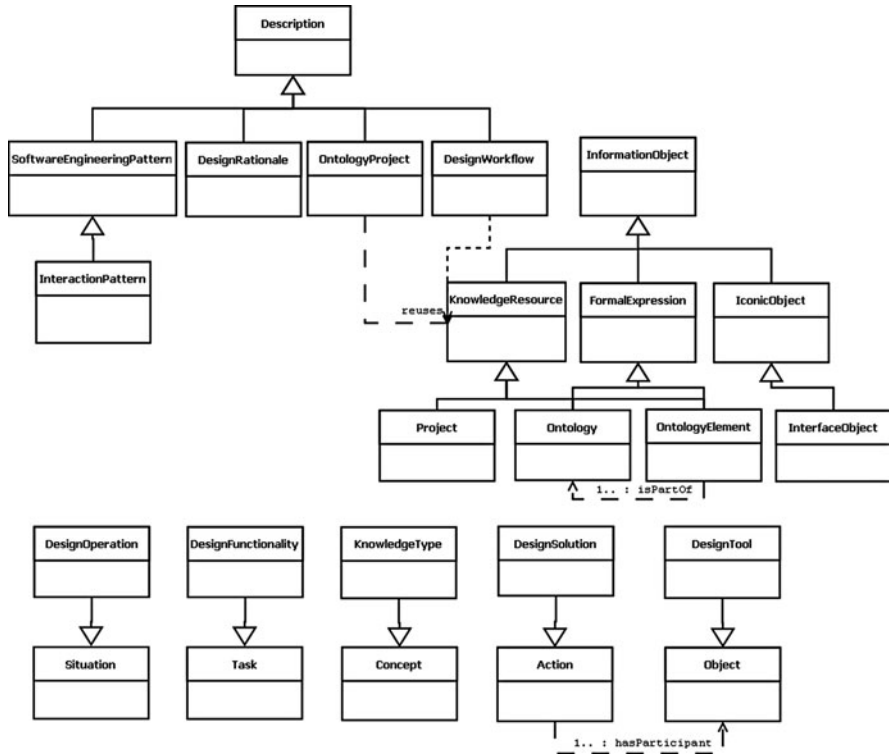 Description
SoftwareEngineeringPattern
DesignRationale
OntologyProject
DesignWorkflow
InformationObject
InteractionPattern
reuses
KnowledgeResource
FormalExpression
IconicObject
Project
Ontology
OntologyElement
InterfaceObject
1.. : isPartOf
DesignOperation
DesignFunctionality
KnowledgeType
DesignSolution
DesignTool
Situation
Task
Concept
Action
Object
1.. : hasParticipant